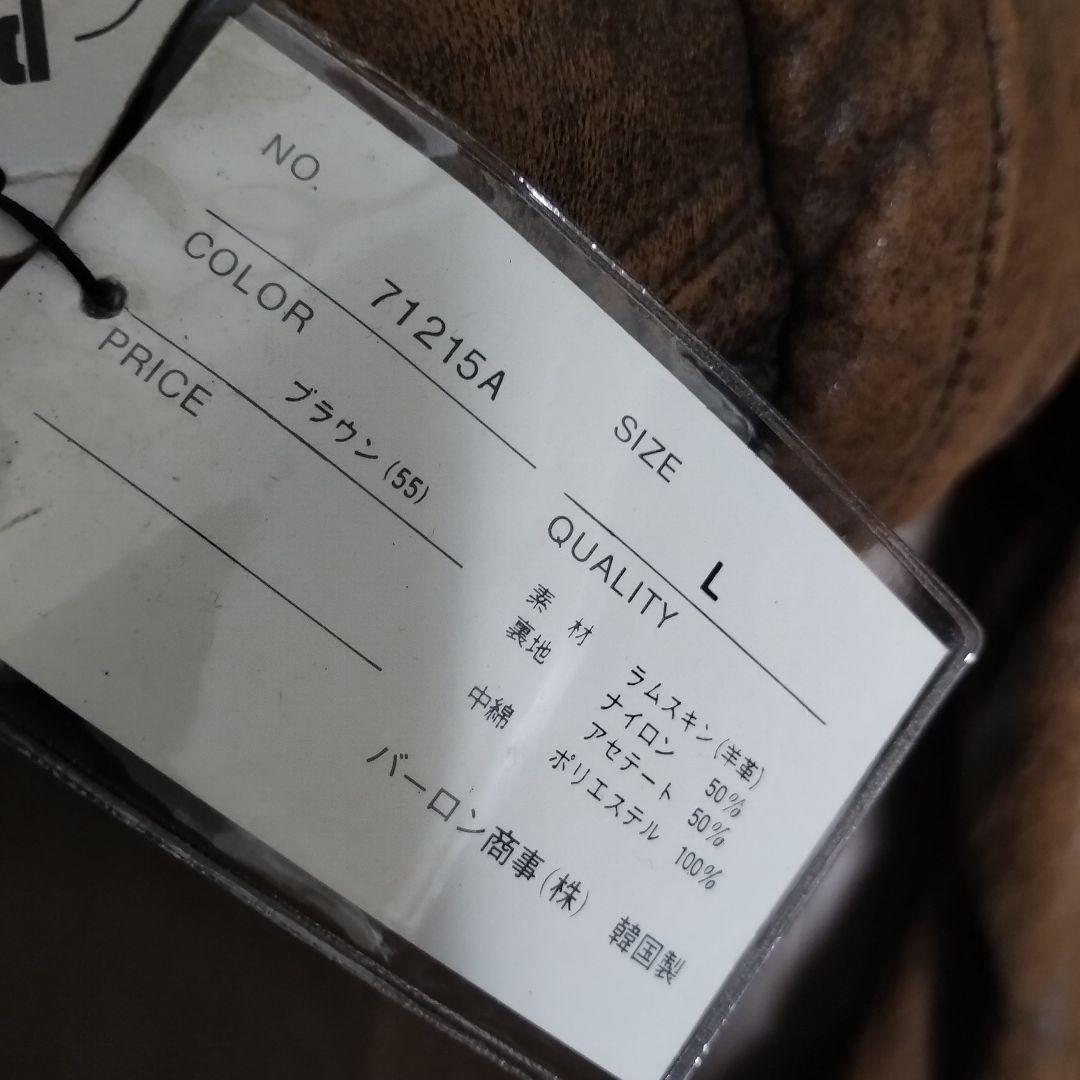 d
NO.
71215A
COLOR
ブラウン(55)
PRICE
SIZE
L
QUALITY
素 材 ラムスキン(羊革)
裏地 ナイロン 50%
アセテート 50%
中綿 ポリエステル 100%
バーロン商事(株) 韓国製